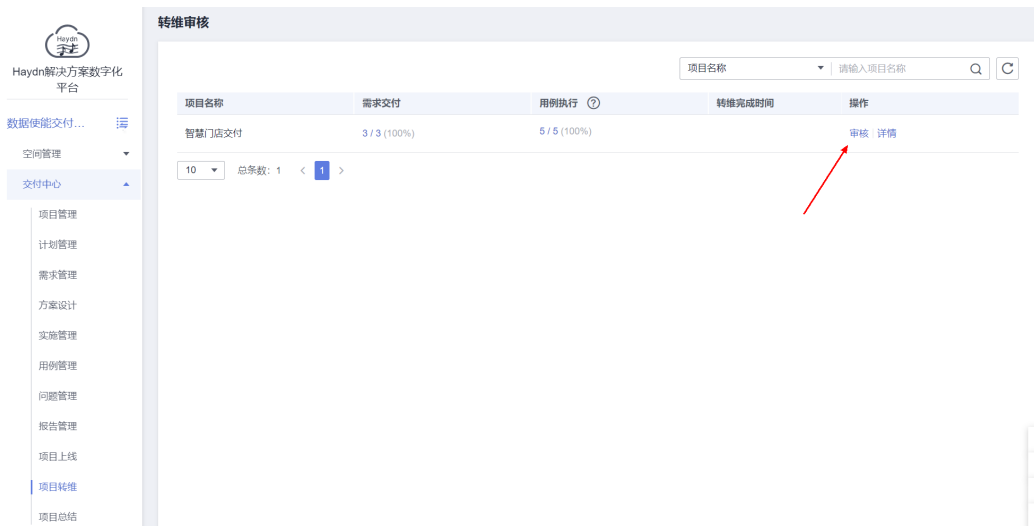 转维审核
Haydn
Haydn解决方案数字化
平台
数据使能交付...
空间管理
交付中心
项目管理
计划管理
需求管理
方案设计
实施管理
用例管理
问题管理
报告管理
项目上线
项目转维
项目总结
项目名称 请输入项目名称
项目名称 需求交付 用例执行 ? 转维完成时间 操作
智慧门店交付 3 / 3 (100%) 5 / 5 (100%) 审核 详情
10 总条数: 1 < 1 >